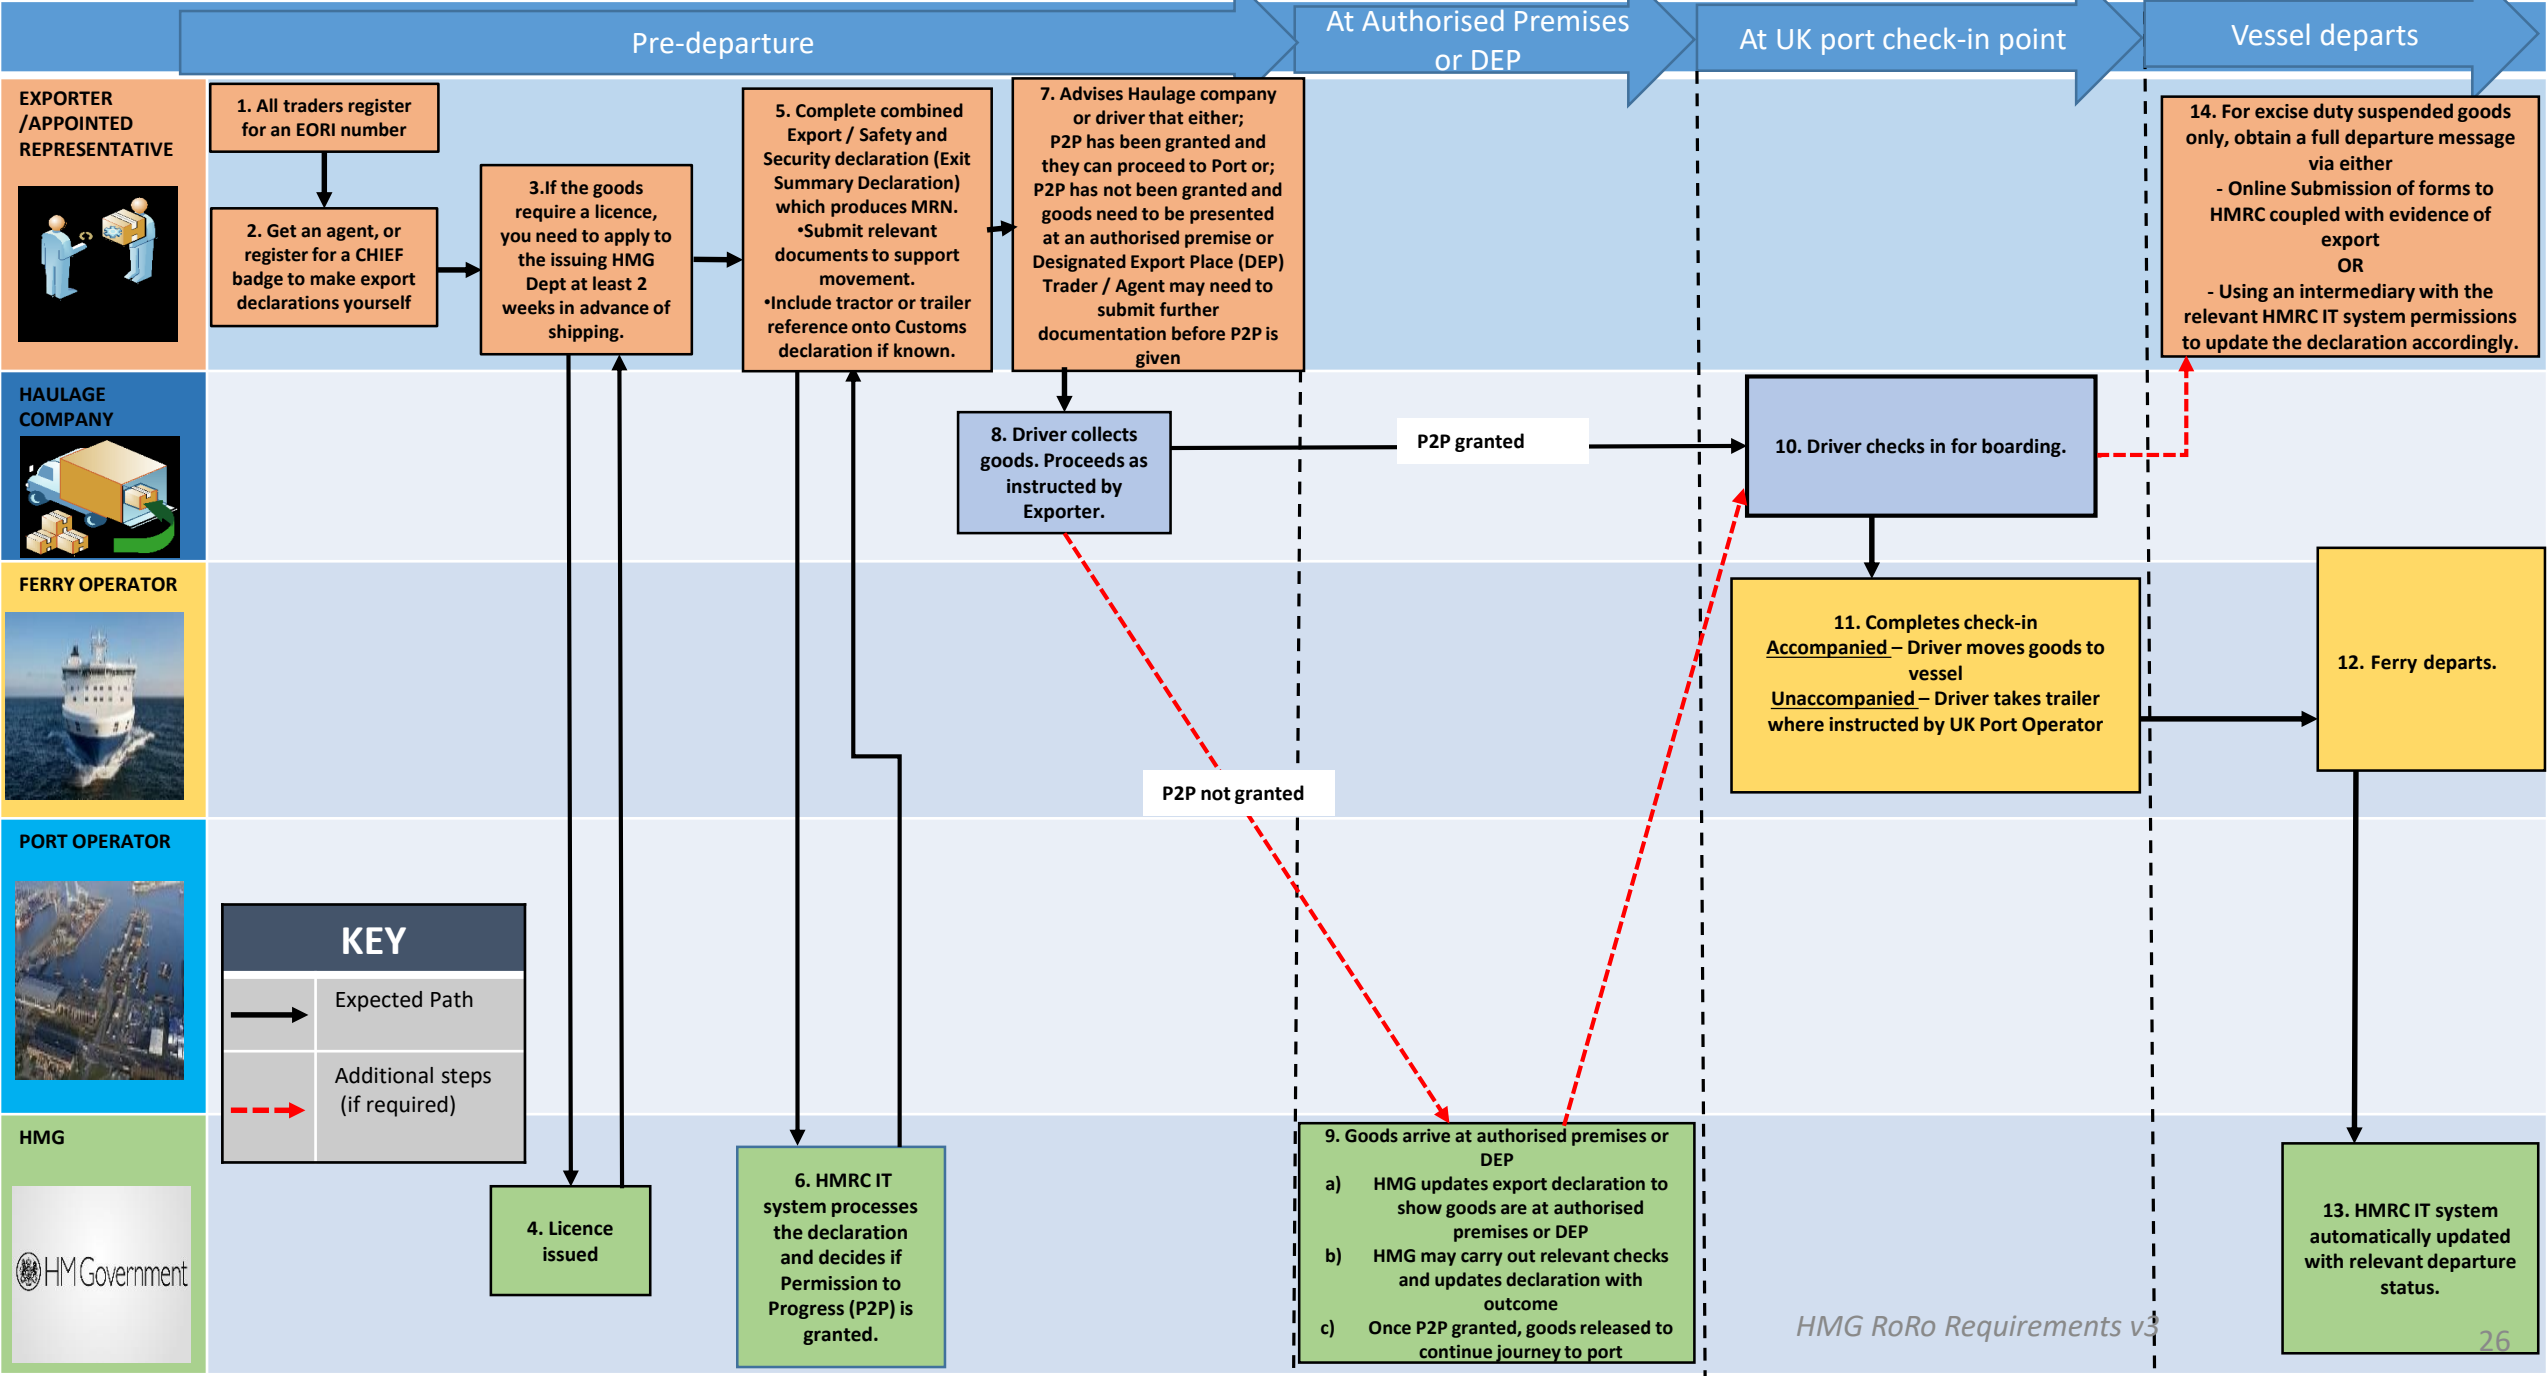 Pre-departure
At Authorised Premises
or DEP
At UK port check-in point
Vessel departs
EXPORTER
/APPOINTED
REPRESENTATIVE
1. All traders register
for an EORI number
2. Get an agent, or
register for a CHIEF
badge to make export
declarations yourself
3.If the goods
require a licence,
you need to apply to
the issuing HMG
Dept at least 2
weeks in advance of
shipping.
5. Complete combined
Export / Safety and
Security declaration (Exit
Summary Declaration)
which produces MRN.
•Submit relevant
documents to support
movement.
•Include tractor or trailer
reference onto Customs
declaration if known.
7. Advises Haulage company
or driver that either;
P2P has been granted and
they can proceed to Port or;
P2P has not been granted and
goods need to be presented
at an authorised premise or
Designated Export Place (DEP)
Trader / Agent may need to
submit further
documentation before P2P is
given
14. For excise duty suspended goods
only, obtain a full departure message
via either
- Online Submission of forms to
HMRC coupled with evidence of
export
OR
- Using an intermediary with the
relevant HMRC IT system permissions
to update the declaration accordingly.
HAULAGE
COMPANY
8. Driver collects
goods. Proceeds as
instructed by
Exporter.
P2P granted
10. Driver checks in for boarding.
FERRY OPERATOR
11. Completes check-in
Accompanied – Driver moves goods to
vessel
Unaccompanied – Driver takes trailer
where instructed by UK Port Operator
12. Ferry departs.
P2P not granted
PORT OPERATOR
KEY
Expected Path
Additional steps
(if required)
HMG
HM Government
4. Licence
issued
6. HMRC IT
system processes
the declaration
and decides if
Permission to
Progress (P2P) is
granted.
9. Goods arrive at authorised premises or
DEP
a) HMG updates export declaration to
show goods are at authorised
premises or DEP
b) HMG may carry out relevant checks
and updates declaration with
outcome
c) Once P2P granted, goods released to
continue journey to port
13. HMRC IT system
automatically updated
with relevant departure
status.
HMG RoRo Requirements v3
26